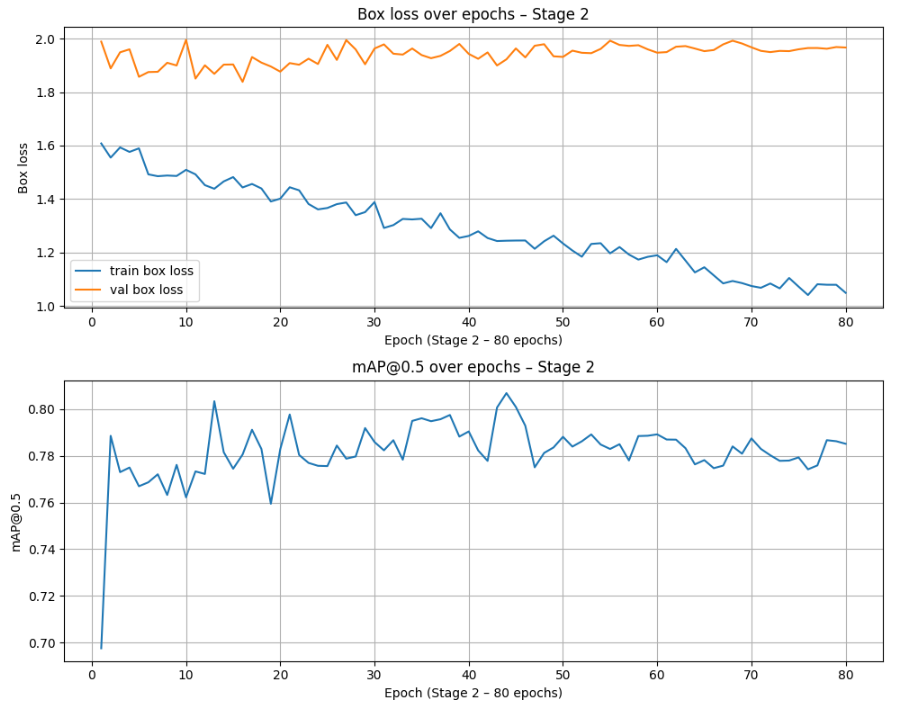 Box loss over epochs – Stage 2
2.0
1.8
1.6
1.4
1.2
1.0
Box loss
train box loss
val box loss
0 10 20 30 40 50 60 70 80
Epoch (Stage 2 – 80 epochs)
mAP@0.5 over epochs – Stage 2
0.80
0.78
0.76
0.74
0.72
0.70
mAP@0.5
0 10 20 30 40 50 60 70 80
Epoch (Stage 2 – 80 epochs)